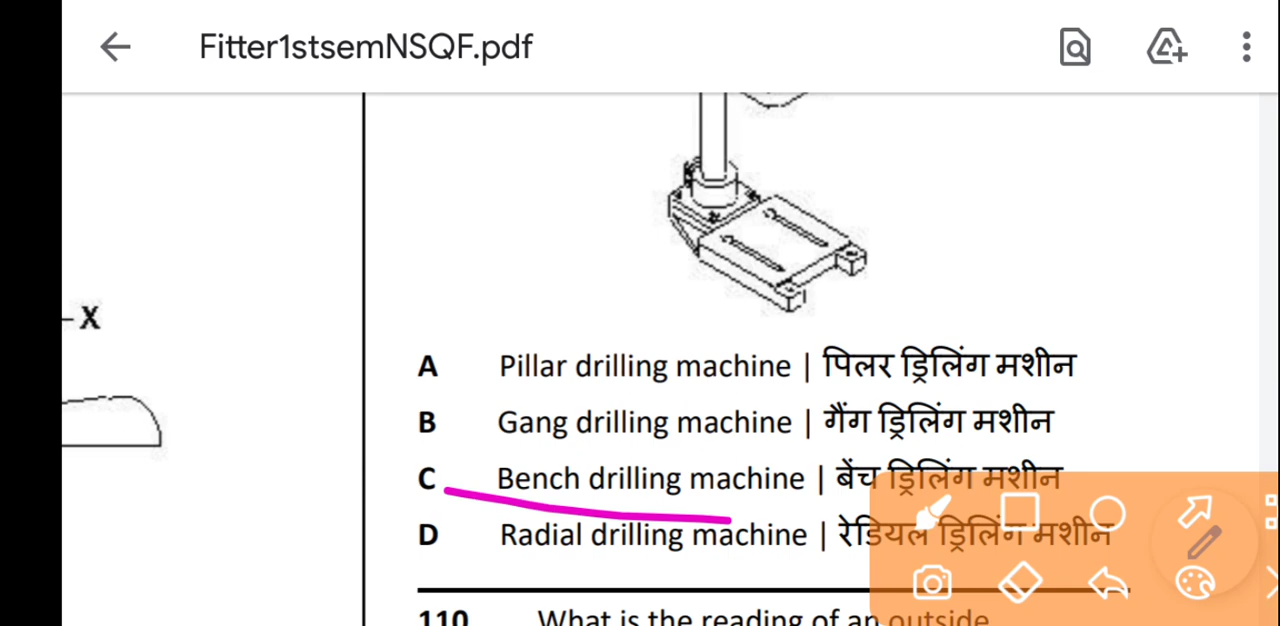 Fitter1stsemNSQF.pdf
X
A Pillar drilling machine | पिलर ड्रिलिंग मशीन
B Gang drilling machine | गैंग ड्रिलिंग मशीन
C Bench drilling machine | बेंच ड्रिलिंग मशीन
D Radial drilling machine | रेडियल ड्रिलिंग मशीन
110 What is the reading of an outside